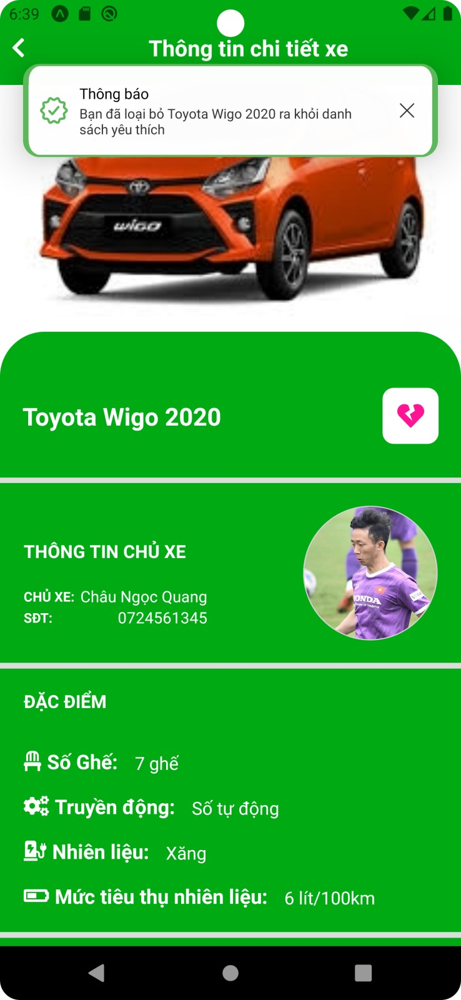 6:39
Thông tin chi tiết xe
Thông báo
Bạn đã loại bỏ Toyota Wigo 2020 ra khỏi danh
sách yêu thích
WIGO
Toyota Wigo 2020
THÔNG TIN CHỦ XE
CHỦ XE: Châu Ngọc Quang
SĐT: 0724561345
HONDA
ĐẶC ĐIỂM
Số Ghế: 7 ghế
Truyền động: Số tự động
Nhiên liệu: Xăng
Mức tiêu thụ nhiên liệu: 6 lít/100km